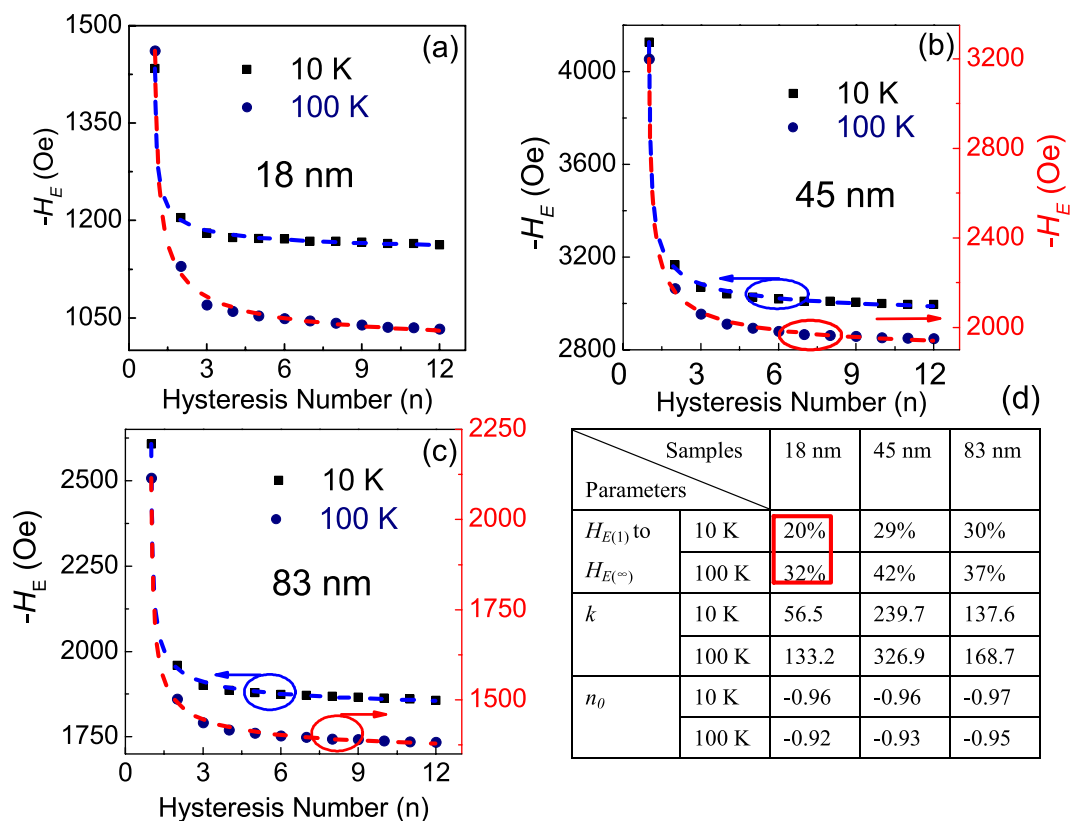 (a)
-H_E (Oe)
1500
1350
1200
1050
10 K
100 K
18 nm
0 3 6 9 12
Hysteresis Number (n)
(b)
-H_E (Oe)
4000
3600
3200
2800
10 K
100 K
45 nm
3200
2800
2400
2000
-H_E (Oe)
0 3 6 9 12
Hysteresis Number (n)
(c)
-H_E (Oe)
2500
2250
2000
1750
10 K
100 K
83 nm
2250
2000
1750
1500
-H_E (Oe)
0 3 6 9 12
Hysteresis Number (n)
(d)
Samples 18 nm 45 nm 83 nm
Parameters
H_E(1) to 10 K 20% 29% 30%
H_E(∞) 100 K 32% 42% 37%
k 10 K 56.5 239.7 137.6
100 K 133.2 326.9 168.7
n_0 10 K -0.96 -0.96 -0.97
100 K -0.92 -0.93 -0.95